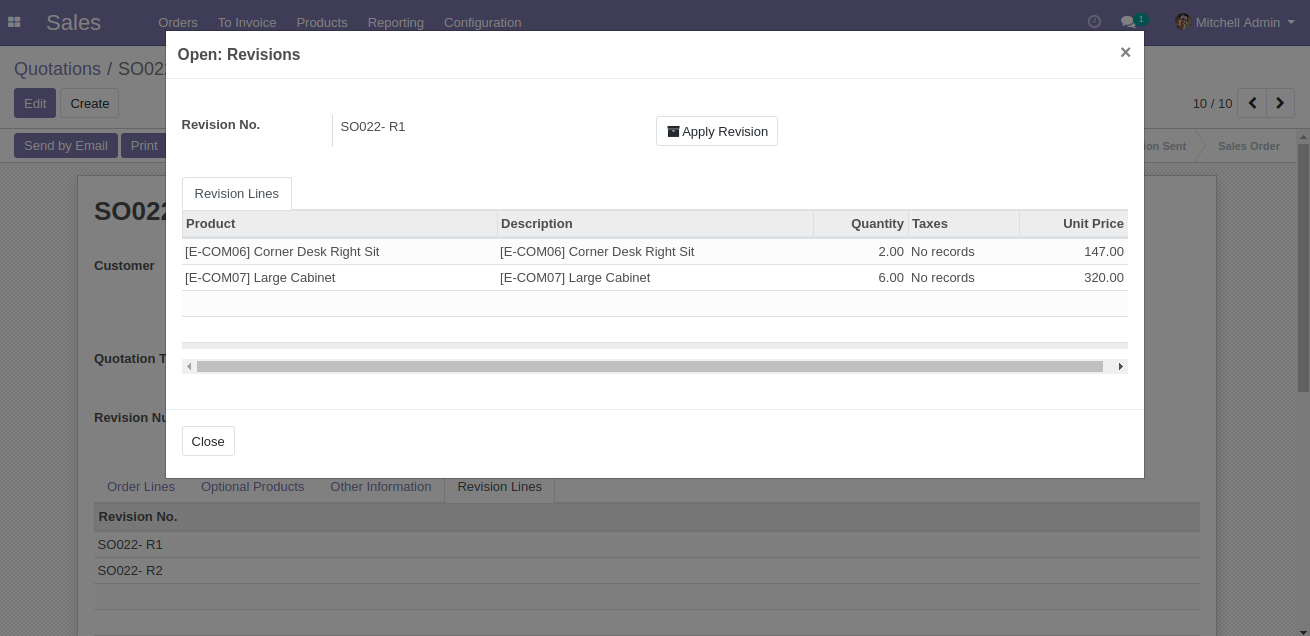 Sales Orders To Invoice Products Reporting Configuration 1 Mitchell Admin
Open: Revisions ×
Quotations / SO02
Edit Create 10 / 10
Revision No. SO022- R1 Apply Revision
Send by Email Print on Sent Sales Order
Revision Lines
SO022
Product Description Quantity Taxes Unit Price
[E-COM06] Corner Desk Right Sit [E-COM06] Corner Desk Right Sit 2.00 No records 147.00
Customer
[E-COM07] Large Cabinet [E-COM07] Large Cabinet 6.00 No records 320.00
Quotation T
Revision Nu
Close
Order Lines Optional Products Other Information Revision Lines
Revision No.
SO022- R1
SO022- R2